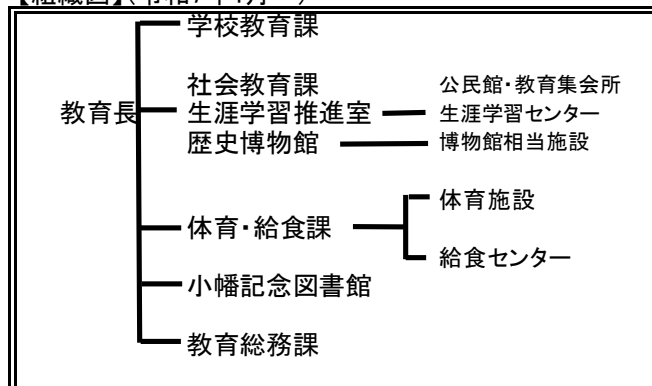 学校教育課
社会教育課 公民館・教育集会所
教育長 生涯学習推進室 生涯学習センター
歴史博物館 博物館相当施設
体育施設
体育・給食課
給食センター
小幡記念図書館
教育総務課